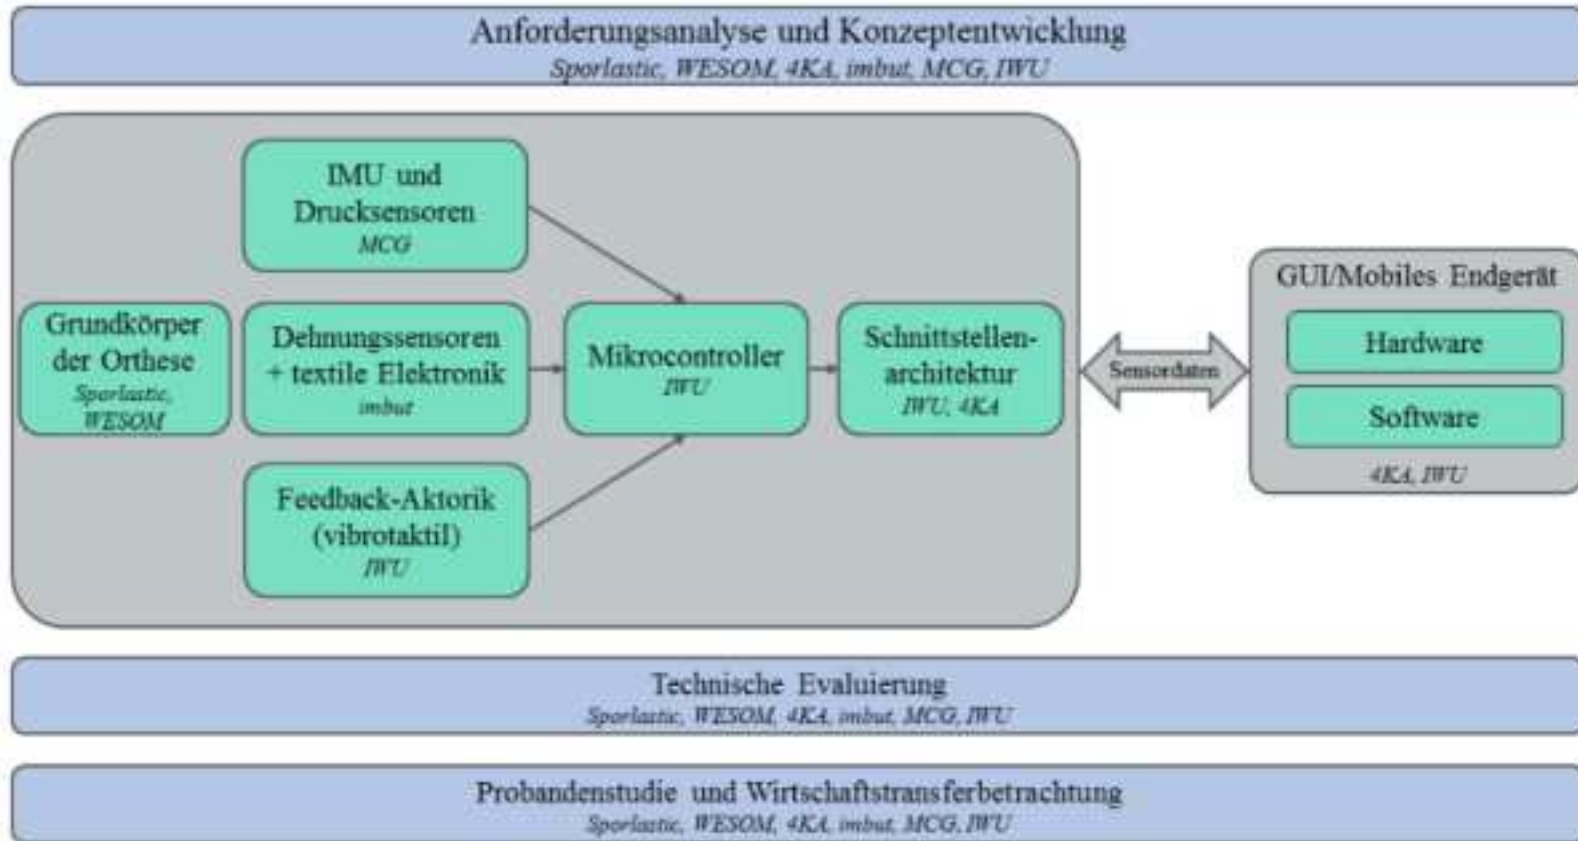 Anforderungsanalyse und Konzeptentwicklung
Sporlastic, WESOM, 4KA, imbut, MCG, IWU
IMU und
Drucksensoren
MCG
Grundkörper
der Orthese
Sporlastic,
WESOM
Dehnungssensoren
+ textile Elektronik
imbut
Mikrocontroller
IWU
Schnittstellen-
architektur
IWU, 4KA
Feedback-Aktorik
(vibrotaktil)
IWU
Sensordaten
GUI/Mobiles Endgerät
Hardware
Software
4KA, IWU
Technische Evaluierung
Sporlastic, WESOM, 4KA, imbut, MCG, IWU
Probandenstudie und Wirtschaftstransferbetrachtung
Sporlastic, WESOM, 4KA, imbut, MCG, IWU